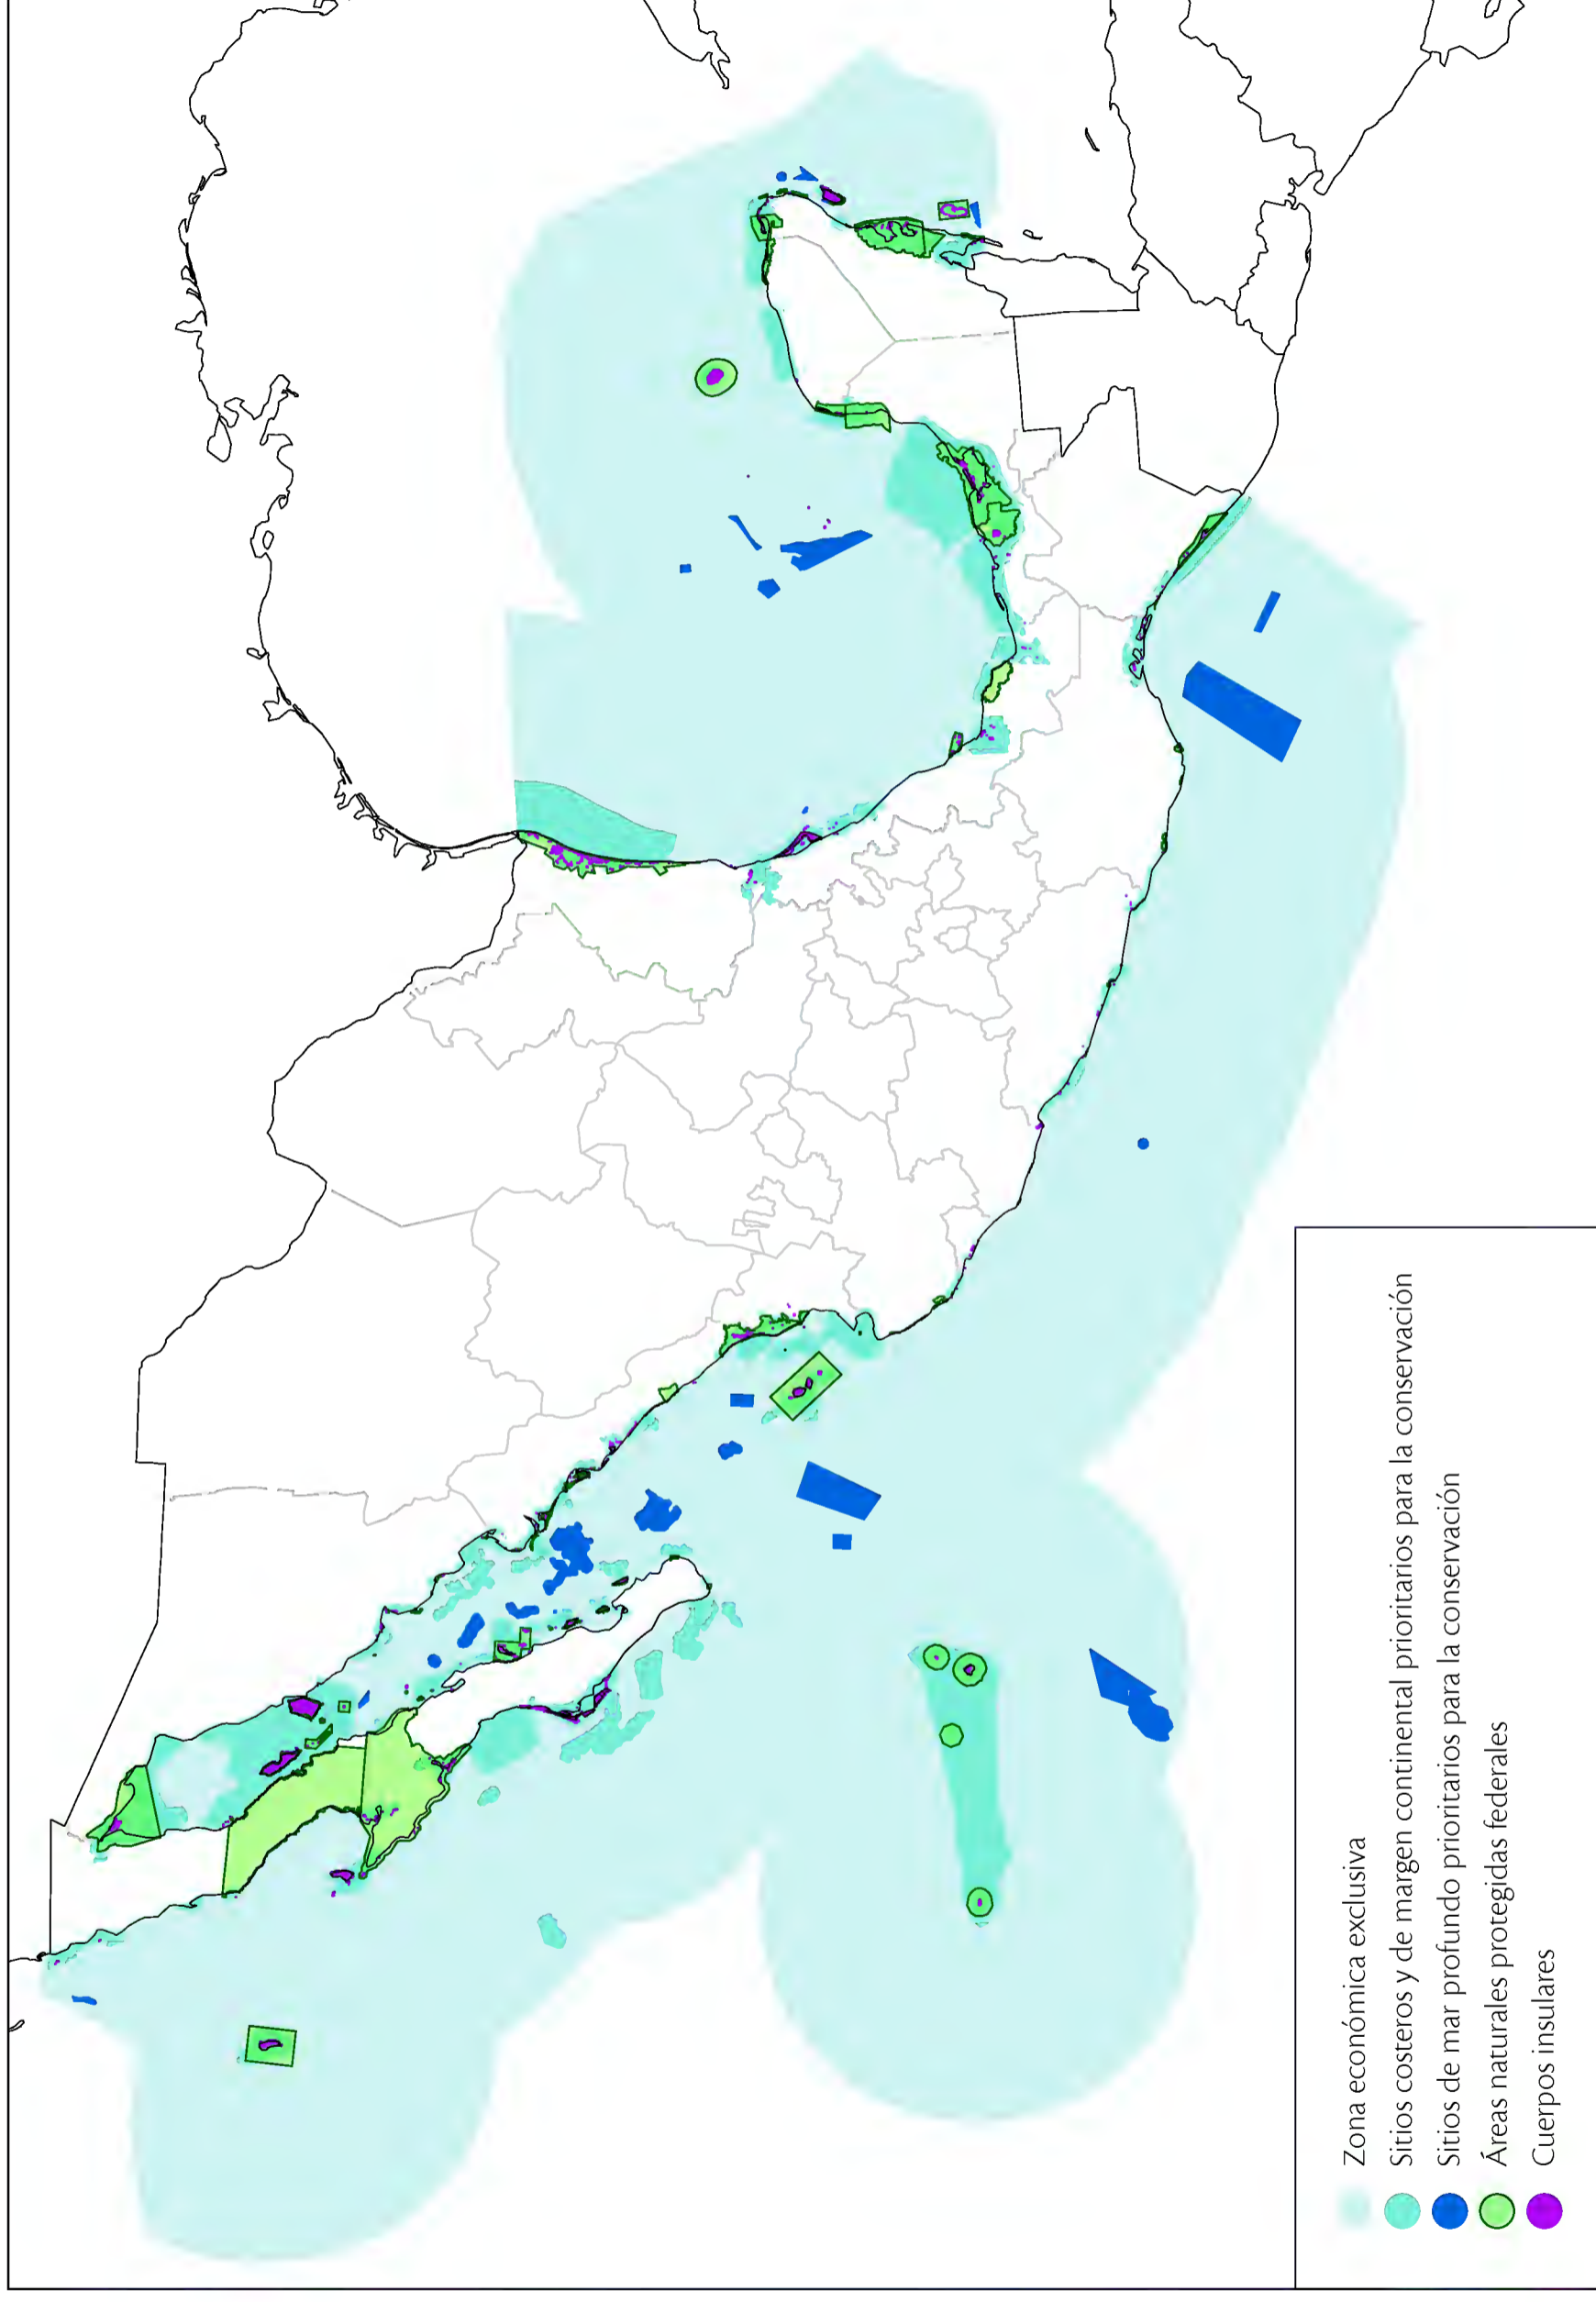 Zona económica exclusiva
Sitios costeros y de margen continental prioritarios para la conservación
Sitios de mar profundo prioritarios para la conservación
Áreas naturales protegidas federales
Cuerpos insulares